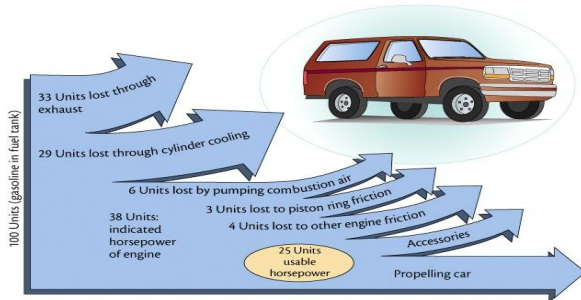 33 Units lost through
exhaust
29 Units lost through cylinder cooling
100 Units (gasoline in fuel tank)
6 Units lost by pumping combustion air
3 Units lost to piston ring friction
38 Units:
indicated
horsepower
of engine
4 Units lost to other engine friction
25 Units
usable
horsepower
Accessories
Propelling car